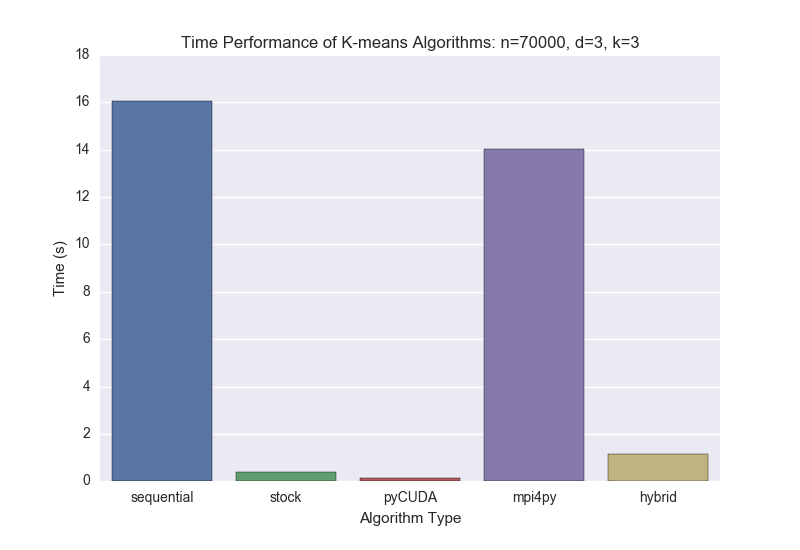 Time Performance of K-means Algorithms: n=70000, d=3, k=3
18
16
14
12
10
8
6
4
2
0
Time (s)
sequential stock pyCUDA mpi4py hybrid
Algorithm Type